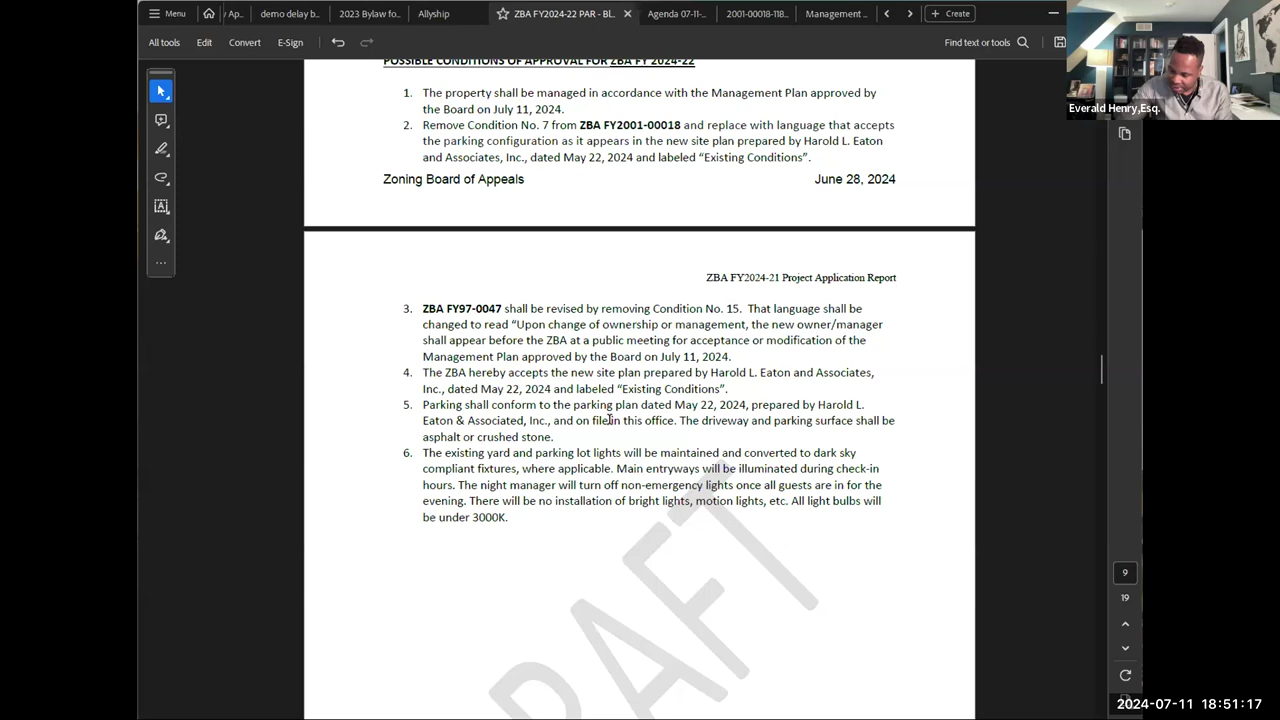 Menu
Ap..
demo delay b..
2023 Bylaw fo..
Allyship
ZBA FY2024-22 PAR - BL..
Agenda 07-11-..
2001-00018-118..
Management ..
Create
All tools
Edit
Convert
E-Sign
Find text or tools
Everald Henry,Esq.
POSSIBLE CONDITIONS OF APPROVAL FOR ZBA FY 2024-22
1. The property shall be managed in accordance with the Management Plan approved by
the Board on July 11, 2024.
2. Remove Condition No. 7 from ZBA FY2001-00018 and replace with language that accepts
the parking configuration as it appears in the new site plan prepared by Harold L. Eaton
and Associates, Inc., dated May 22, 2024 and labeled “Existing Conditions”.
Zoning Board of Appeals June 28, 2024
ZBA FY2024-21 Project Application Report
3. ZBA FY97-0047 shall be revised by removing Condition No. 15. That language shall be
changed to read “Upon change of ownership or management, the new owner/manager
shall appear before the ZBA at a public meeting for acceptance or modification of the
Management Plan approved by the Board on July 11, 2024.
4. The ZBA hereby accepts the new site plan prepared by Harold L. Eaton and Associates,
Inc., dated May 22, 2024 and labeled “Existing Conditions”.
5. Parking shall conform to the parking plan dated May 22, 2024, prepared by Harold L.
Eaton & Associated, Inc., and on file in this office. The driveway and parking surface shall be
asphalt or crushed stone.
6. The existing yard and parking lot lights will be maintained and converted to dark sky
compliant fixtures, where applicable. Main entryways will be illuminated during check-in
hours. The night manager will turn off non-emergency lights once all guests are in for the
evening. There will be no installation of bright lights, motion lights, etc. All light bulbs will
be under 3000K.
DRAFT
9
19
2024-07-11 18:51:17